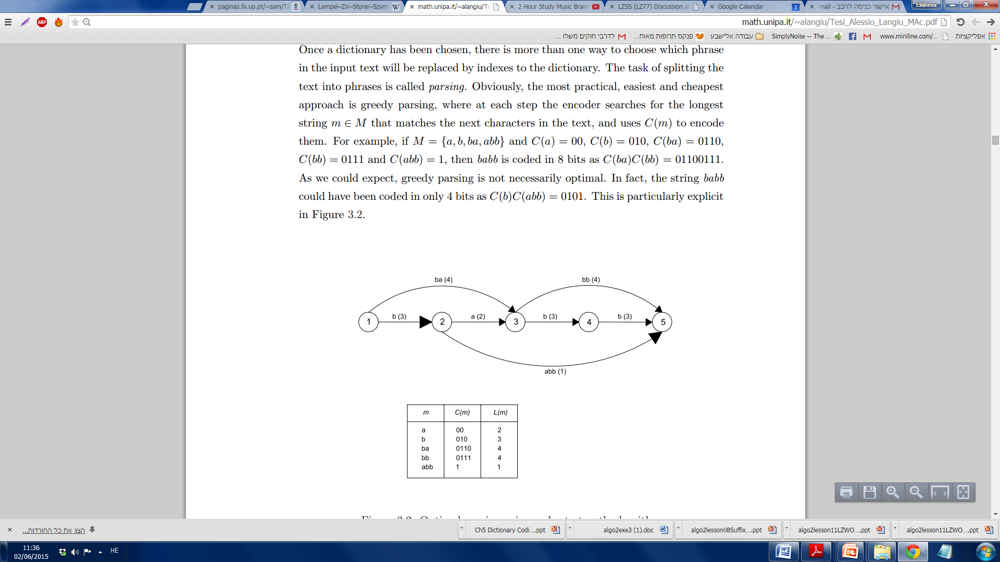 paginas.fe.up.pt/~sam/TI
Lempel–Ziv–Storer–Szyma
math.unipa.it/~alangiu/Te
2 Hour Study Music Brain
LZSS (LZ77) Discussion a
Google Calendar
2
אישור כניסה לרכב - mail
Elisheva
ABP
math.unipa.it/~alangiu/Tesi_Alessio_Langiu_MAc.pdf
לדרבי חוקים משלו ...
פנקס תרופות מאוח...
עבודה אלישבע
SimplyNoise -- The ...
www.miniline.com/...
אפליקציות
Once a dictionary has been chosen, there is more than one way to choose which phrase
in the input text will be replaced by indexes to the dictionary. The task of splitting the
text into phrases is called parsing. Obviously, the most practical, easiest and cheapest
approach is greedy parsing, where at each step the encoder searches for the longest
string m ∈ M that matches the next characters in the text, and uses C(m) to encode
them. For example, if M = {a, b, ba, abb} and C(a) = 00, C(b) = 010, C(ba) = 0110,
C(bb) = 0111 and C(abb) = 1, then babb is coded in 8 bits as C(ba)C(bb) = 01100111.
As we could expect, greedy parsing is not necessarily optimal. In fact, the string babb
could have been coded in only 4 bits as C(b)C(abb) = 0101. This is particularly explicit
in Figure 3.2.
ba (4) bb (4)
1 b (3) 2 a (2) 3 b (3) 4 b (3) 5
abb (1)
m C(m) L(m)
a 00 2
b 010 3
ba 0110 4
bb 0111 4
abb 1 1
הצג את כל ההורדות...
Ch5 Dictionary Codi....ppt
algo2exe3 (1).doc
algo2lesson08Suffix....ppt
algo2lesson11LZWO...ppt
algo2lesson11LZWO...ppt
11:36
02/06/2015
HE